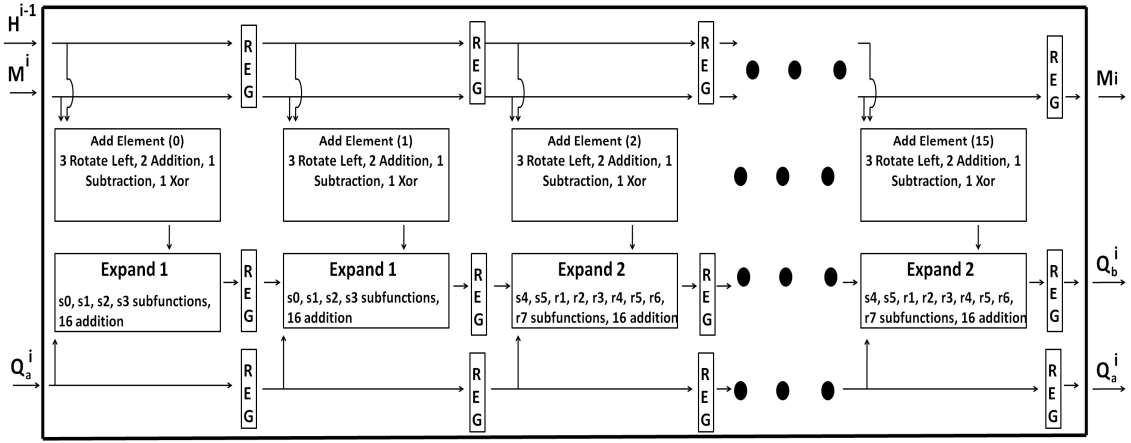 H^i-1
M^i
R E G
R E G
R E G
R E G
Mi
Add Element (0)
3 Rotate Left, 2 Addition, 1
Subtraction, 1 Xor
Add Element (1)
3 Rotate Left, 2 Addition, 1
Subtraction, 1 Xor
Add Element (2)
3 Rotate Left, 2 Addition, 1
Subtraction, 1 Xor
Add Element (15)
3 Rotate Left, 2 Addition, 1
Subtraction, 1 Xor
Expand 1
s0, s1, s2, s3 subfunctions,
16 addition
R E G
Expand 1
s0, s1, s2, s3 subfunctions,
16 addition
R E G
Expand 2
s4, s5, r1, r2, r3, r4, r5, r6,
r7 subfunctions, 16 addition
R E G
Expand 2
s4, s5, r1, r2, r3, r4, r5, r6,
r7 subfunctions, 16 addition
R E G
Q_b^i
Q_a^i
R E G
R E G
R E G
R E G
Q_a^i